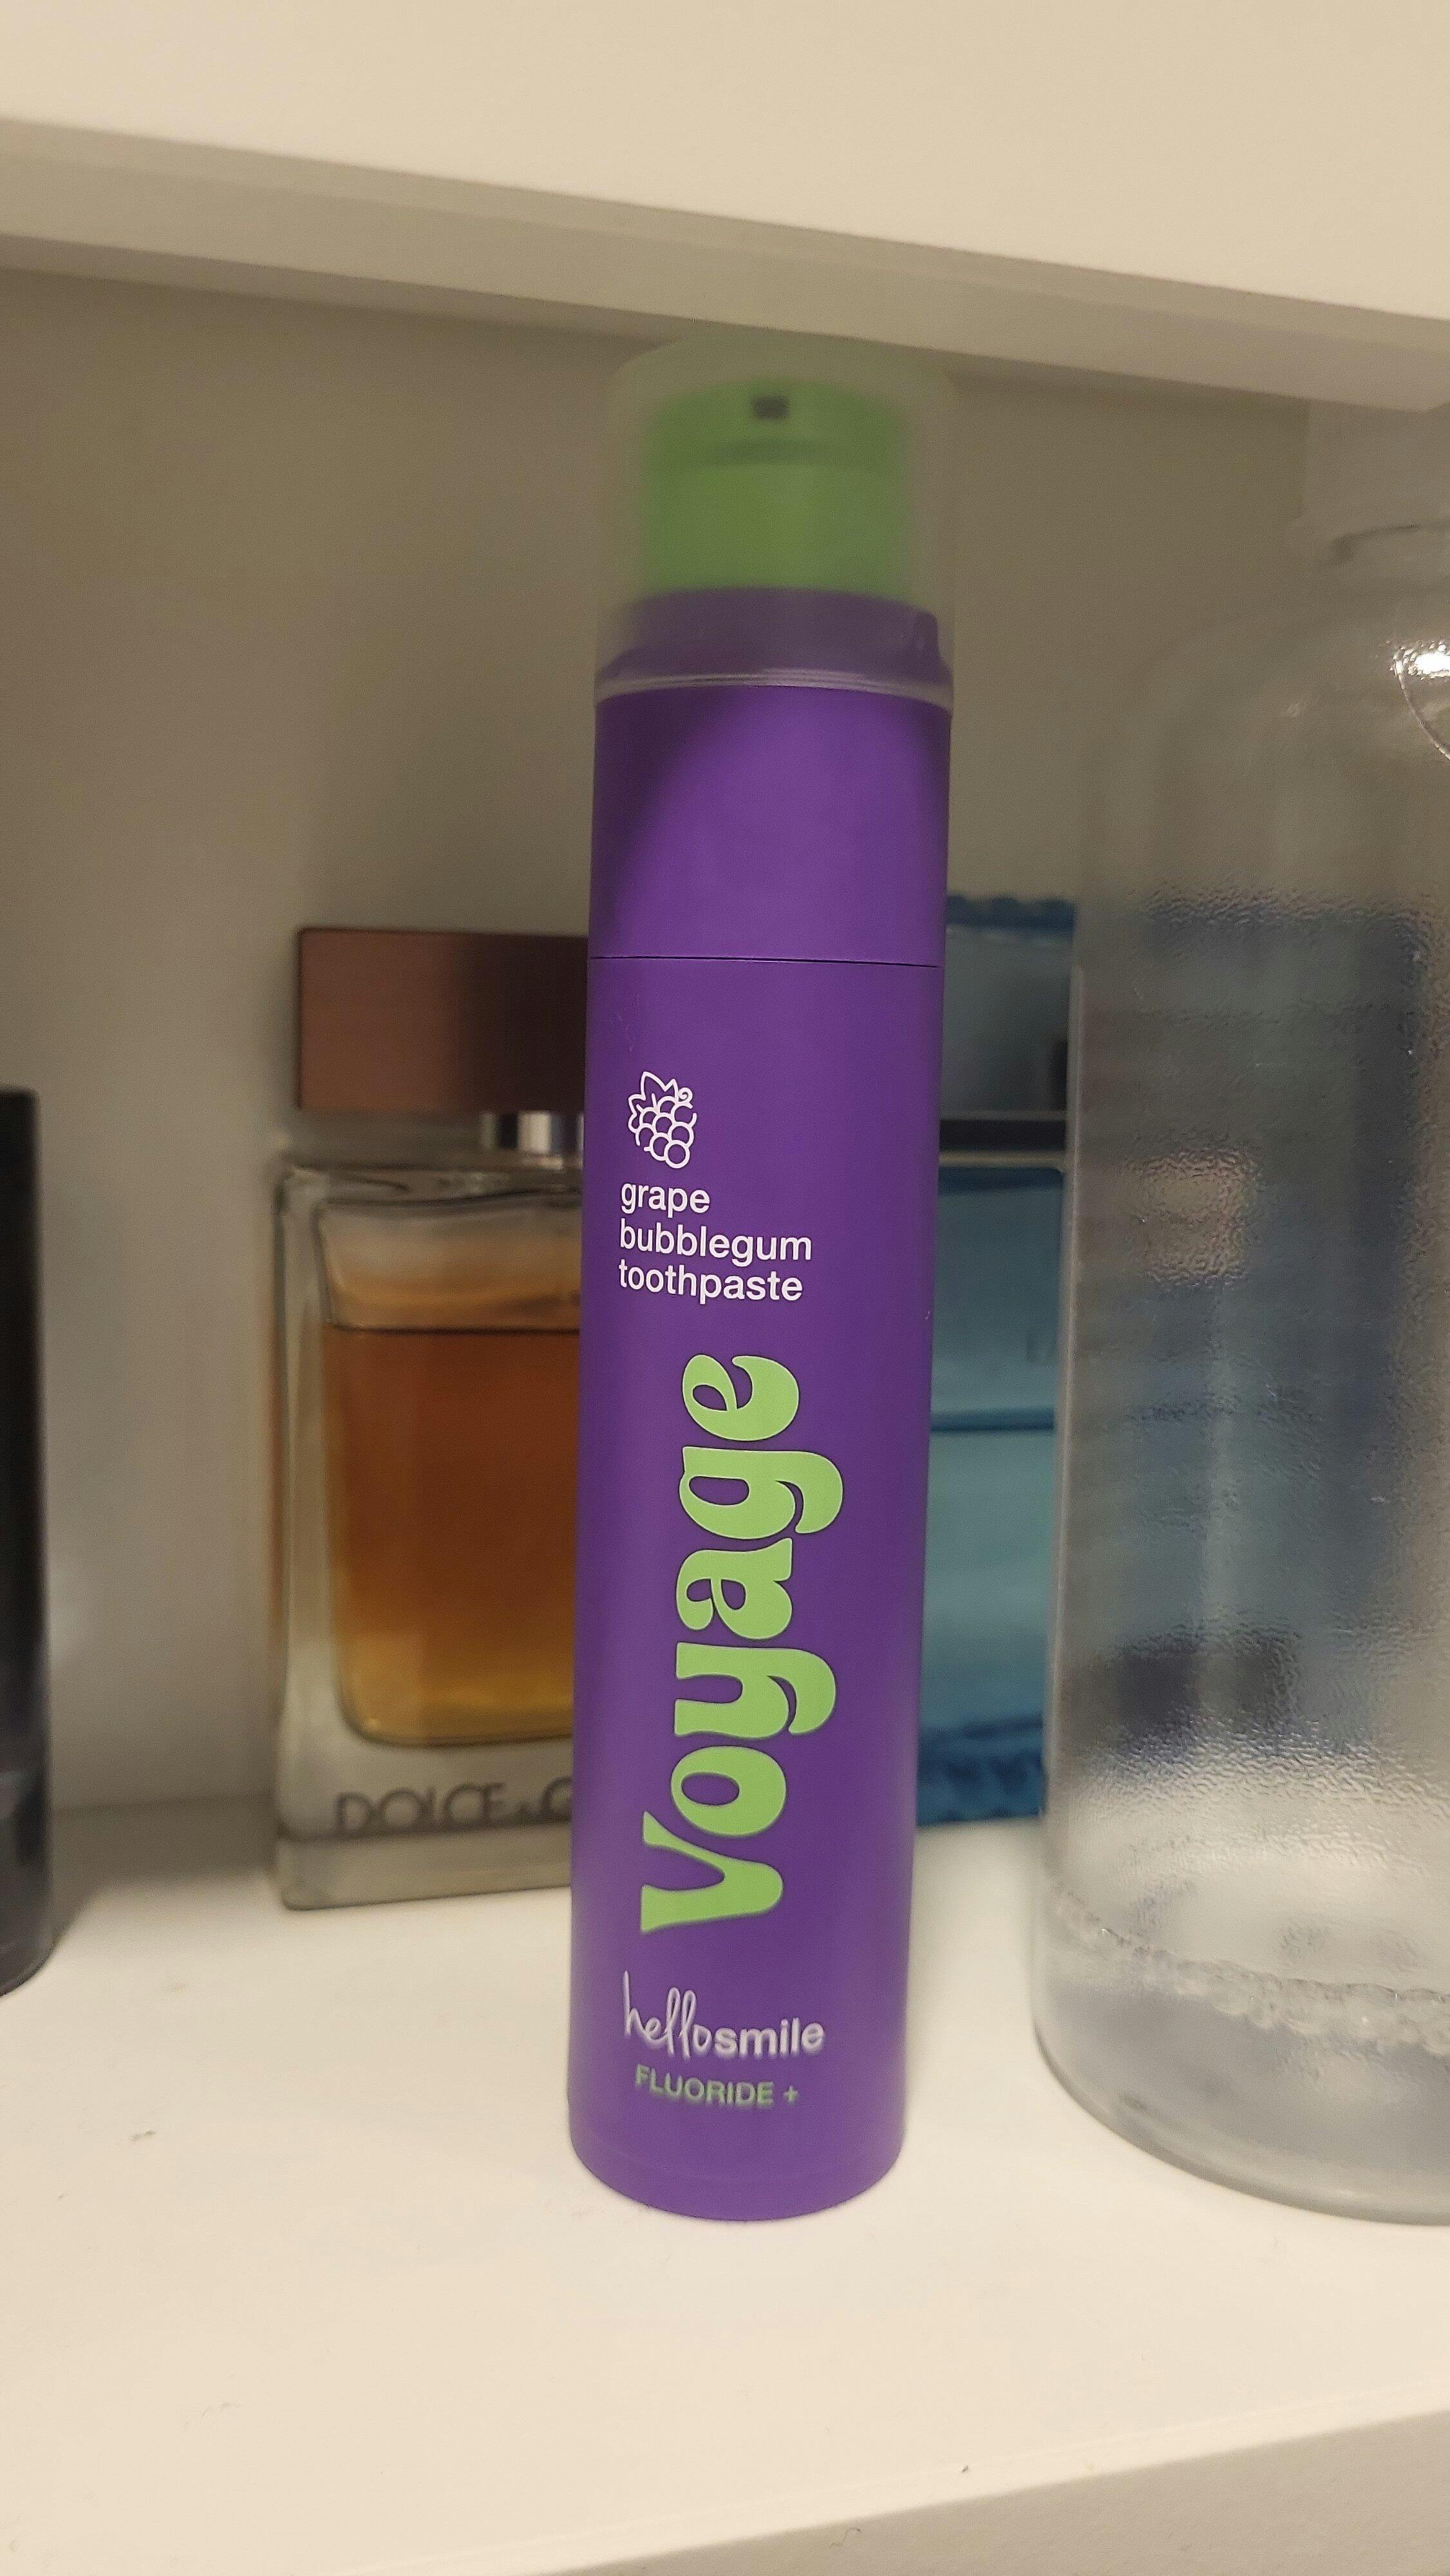 grape
bubblegum
toothpaste
Voyage
hellosmile
FLUORIDE +
DOLCE & G